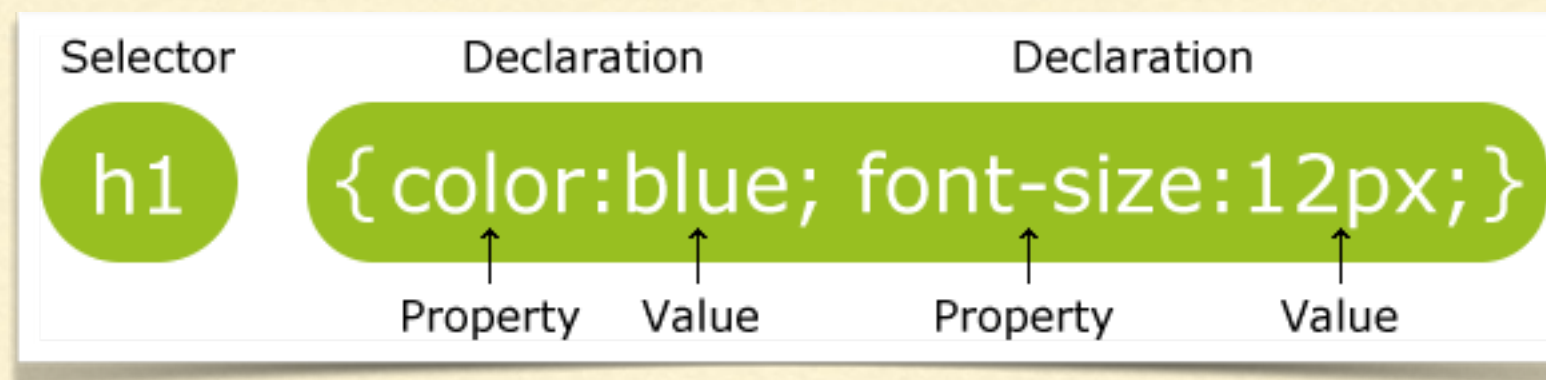 Selector Declaration Declaration
h1 {color:blue; font-size:12px;}
Property Value Property Value